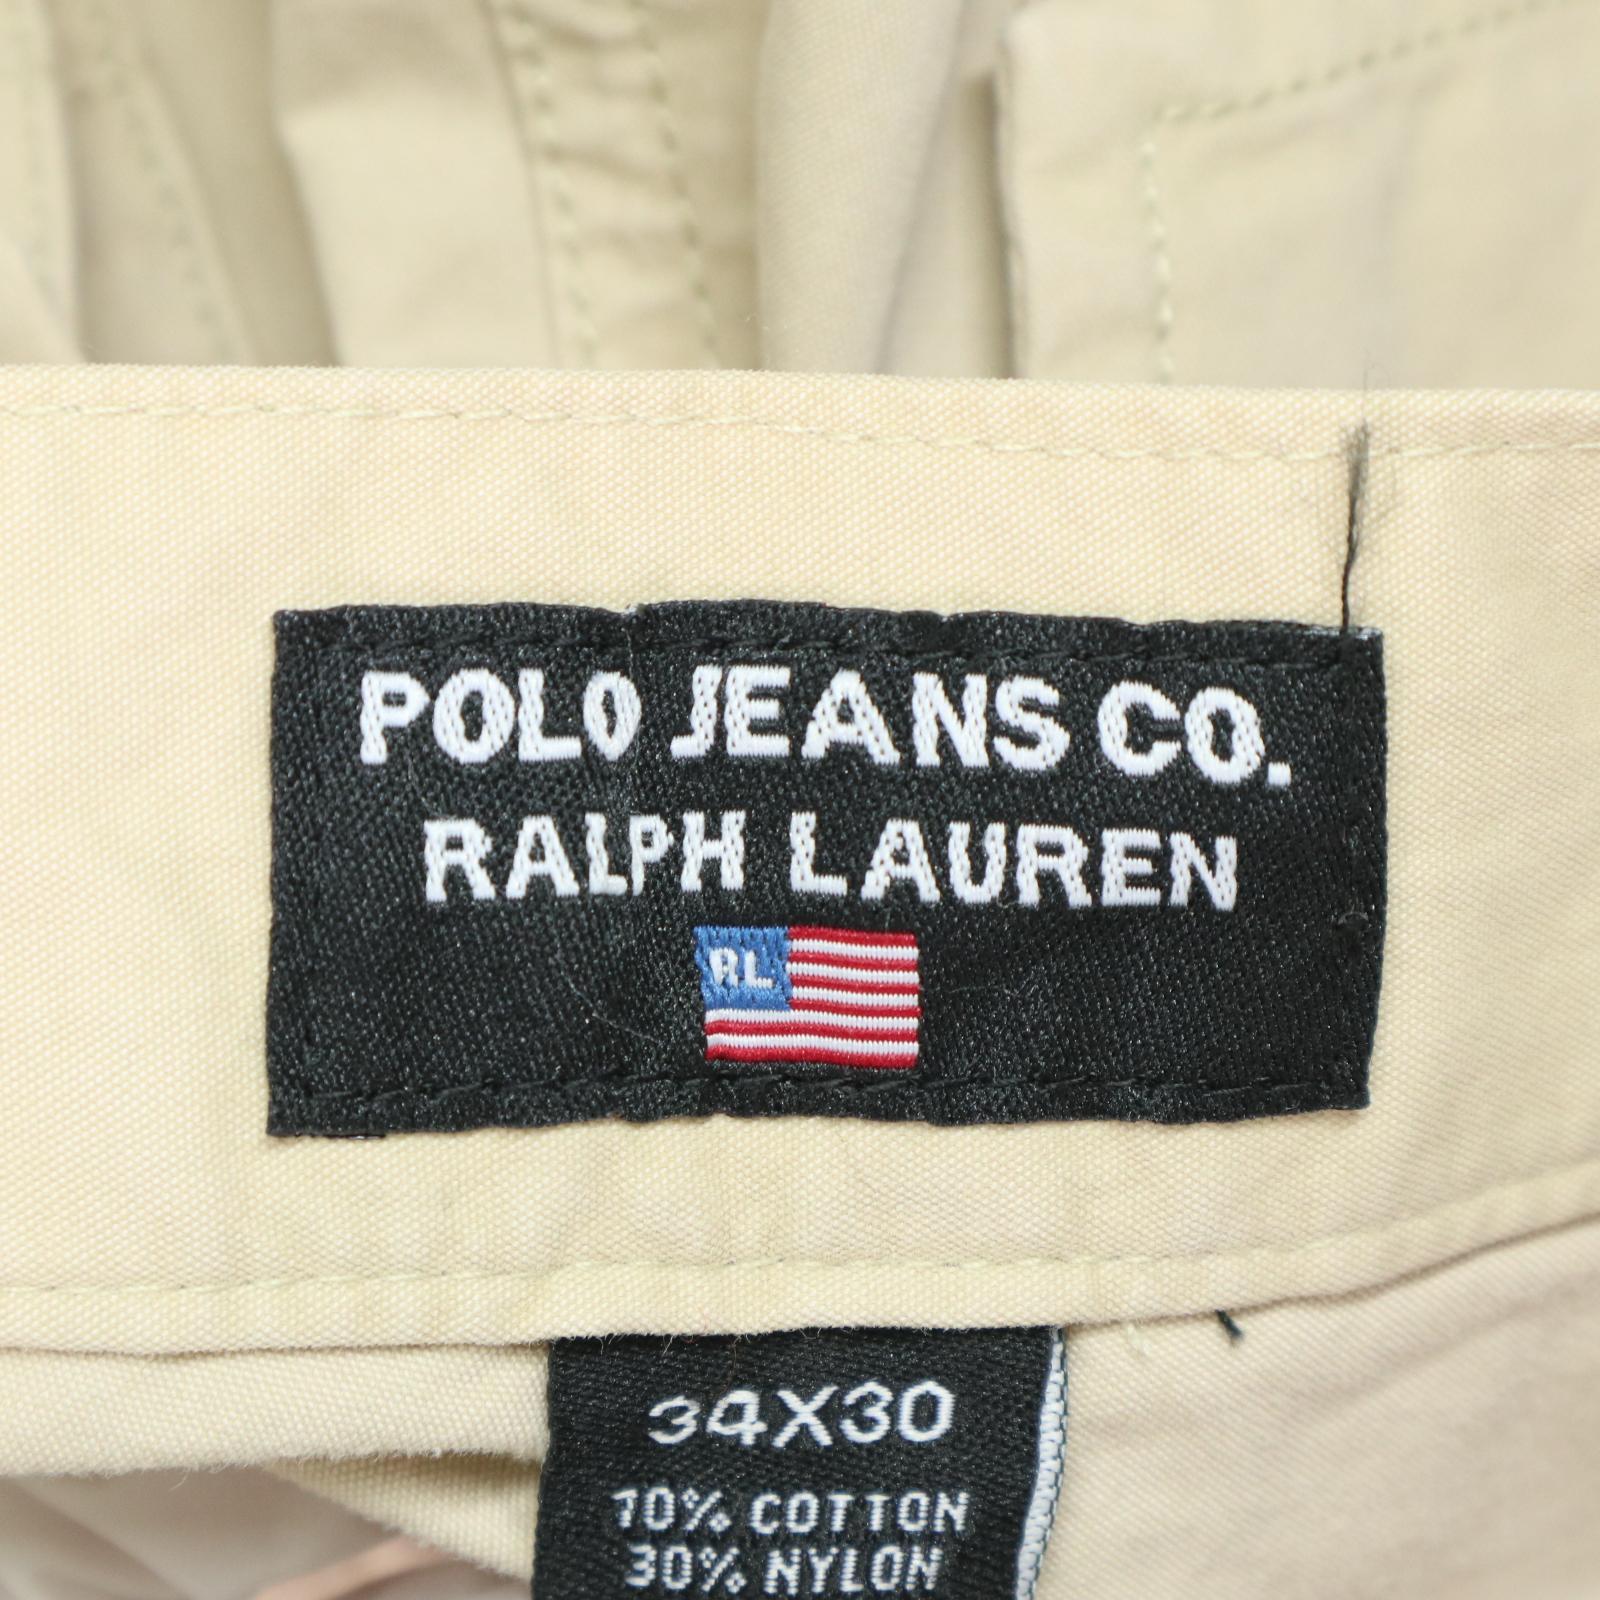 POLO JEANS CO.
RALPH LAUREN
RL
34X30
70% COTTON
30% NYLON